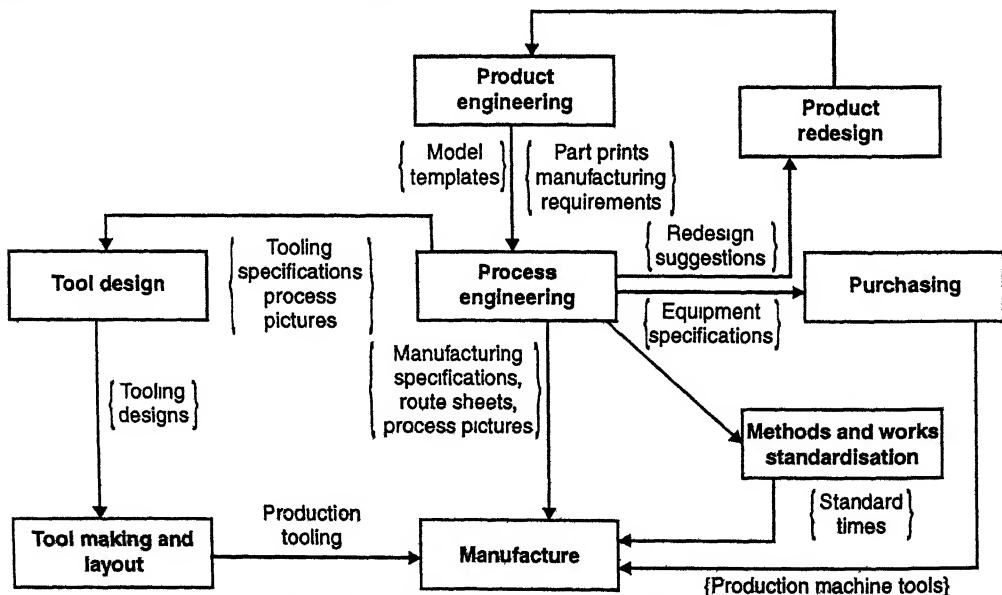 Product
engineering
Product
redesign
{Model
templates}
{Part prints
manufacturing
requirements}
{Redesign
suggestions}
Tool design
{Tooling
specifications
process
pictures}
Process
engineering
Purchasing
{Equipment
specifications}
{Manufacturing
specifications,
route sheets,
process pictures}
{Tooling
designs}
Methods and works
standardisation
{Standard
times}
Tool making and
layout
Production
tooling
Manufacture
{Production machine tools}